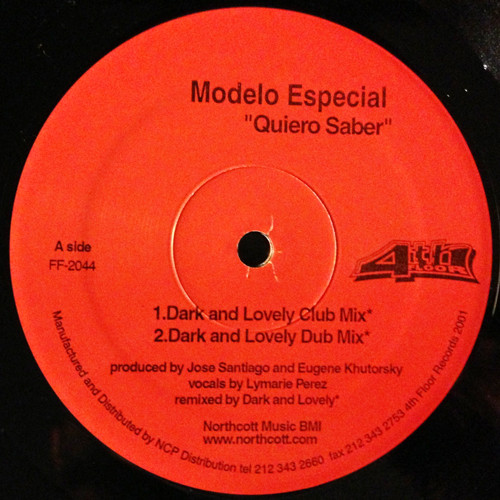 Modelo Especial
"Quiero Saber"
A side
FF-2044
4th
FLOOR
1.Dark and Lovely Club Mix*
2.Dark and Lovely Dub Mix*
produced by Jose Santiago and Eugene Khutorsky
vocals by Lymarie Perez
remixed by Dark and Lovely*
Northcott Music BMI
www.northcott.com
Manufactured and Distributed by NCP Distribution tel 212 343 2660 fax 212 343 2753 4th Floor Records 2001